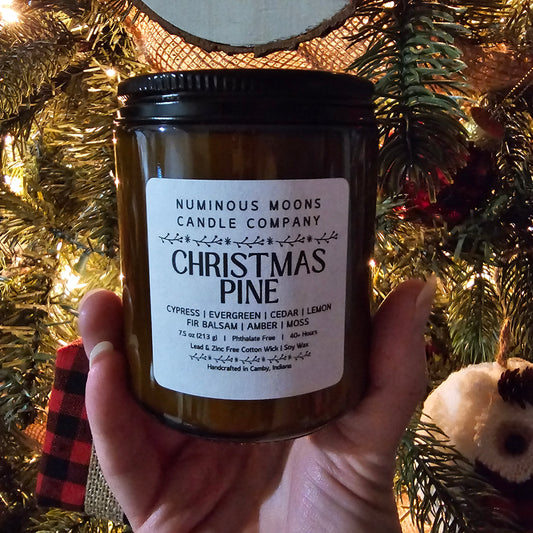 NUMINOUS MOONS
CANDLE COMPANY
CHRISTMAS
PINE
CYPRESS | EVERGREEN | CEDAR | LEMON
FIR BALSAM | AMBER | MOSS
7.5 oz (213 g) | Phthalate Free | 40+ Hours
Lead & Zinc Free Cotton Wick | Soy Wax
Handcrafted in Camby, Indiana